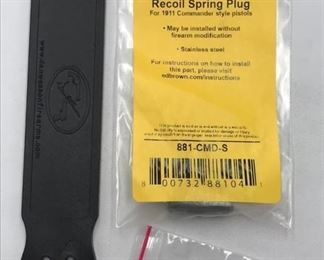 Recoil Spring Plug
For 1911 Commander style pistols
• May be installed without
firearm modification
• Stainless steel
For instructions on how to install
this part, please visit
edbrown.com/instructions
881-CMD-S
8 00732 88104 1